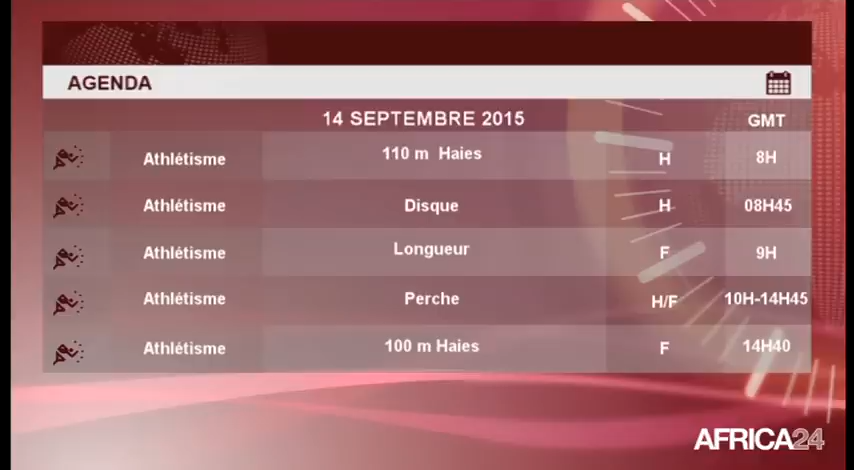 AGENDA
14 SEPTEMBRE 2015 GMT
Athlétisme 110 m Haies H 8H
Athlétisme Disque H 08H45
Athlétisme Longueur F 9H
Athlétisme Perche H/F 10H-14H45
Athlétisme 100 m Haies F 14H40
AFRICA24